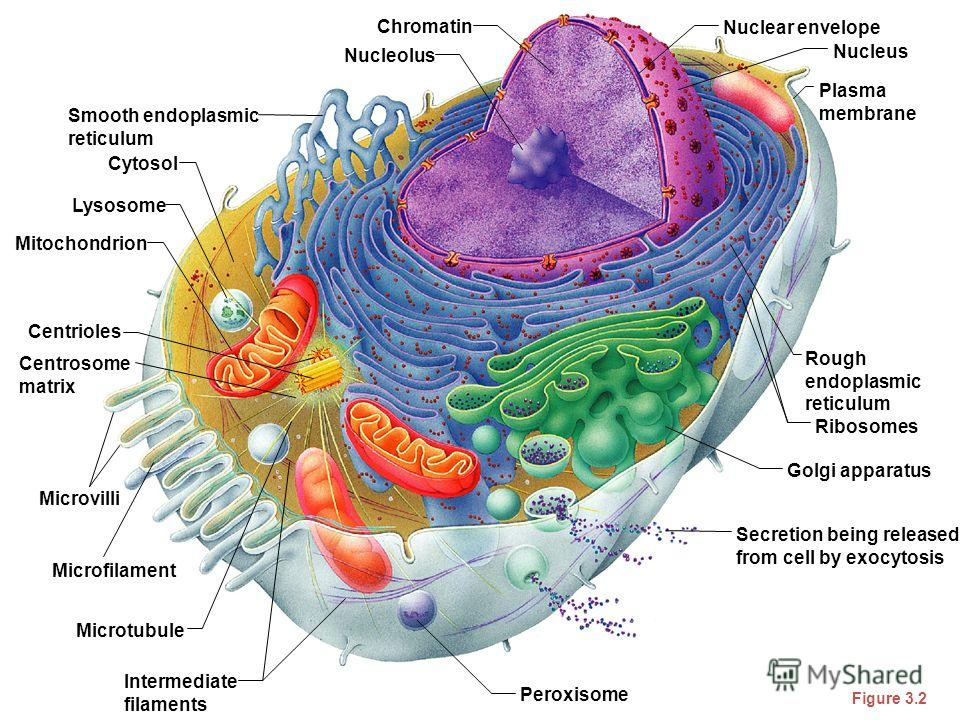 Chromatin
Nucleolus
Smooth endoplasmic
reticulum
Cytosol
Lysosome
Mitochondrion
Centrioles
Centrosome
matrix
Microvilli
Microfilament
Microtubule
Intermediate
filaments
Nuclear envelope
Nucleus
Plasma
membrane
Rough
endoplasmic
reticulum
Ribosomes
Golgi apparatus
Secretion being released
from cell by exocytosis
Peroxisome
MyShared
Figure 3.2